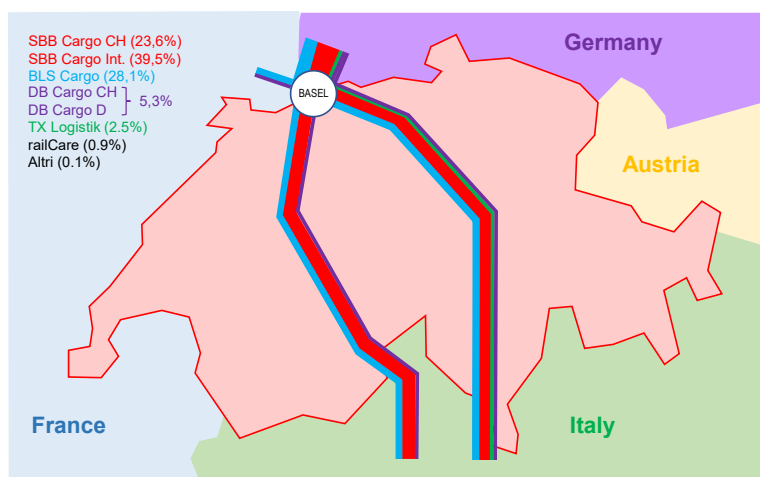 SBB Cargo CH (23,6%)
SBB Cargo Int. (39,5%)
BLS Cargo (28,1%)
DB Cargo CH
5,3%
DB Cargo D
TX Logistik (2.5%)
railCare (0.9%)
Altri (0.1%)
BASEL
Germany
Austria
France
Italy